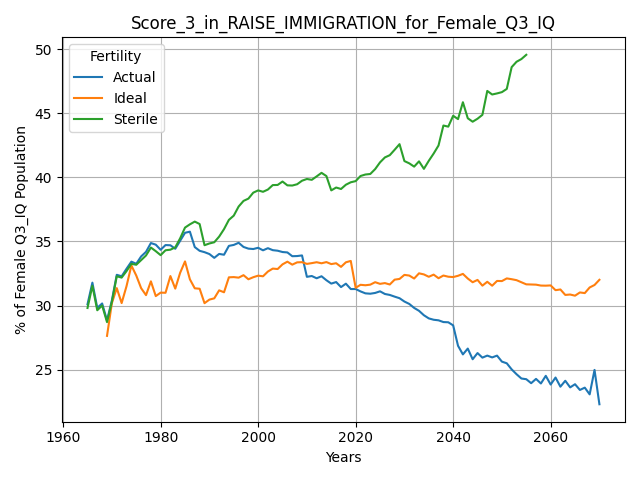 Score_3_in_RAISE_IMMIGRATION_for_Female_Q3_IQ
% of Female Q3_IQ Population
50
45
40
35
30
25
Fertility
Actual
Ideal
Sterile
1960
1980
2000
2020
2040
2060
Years